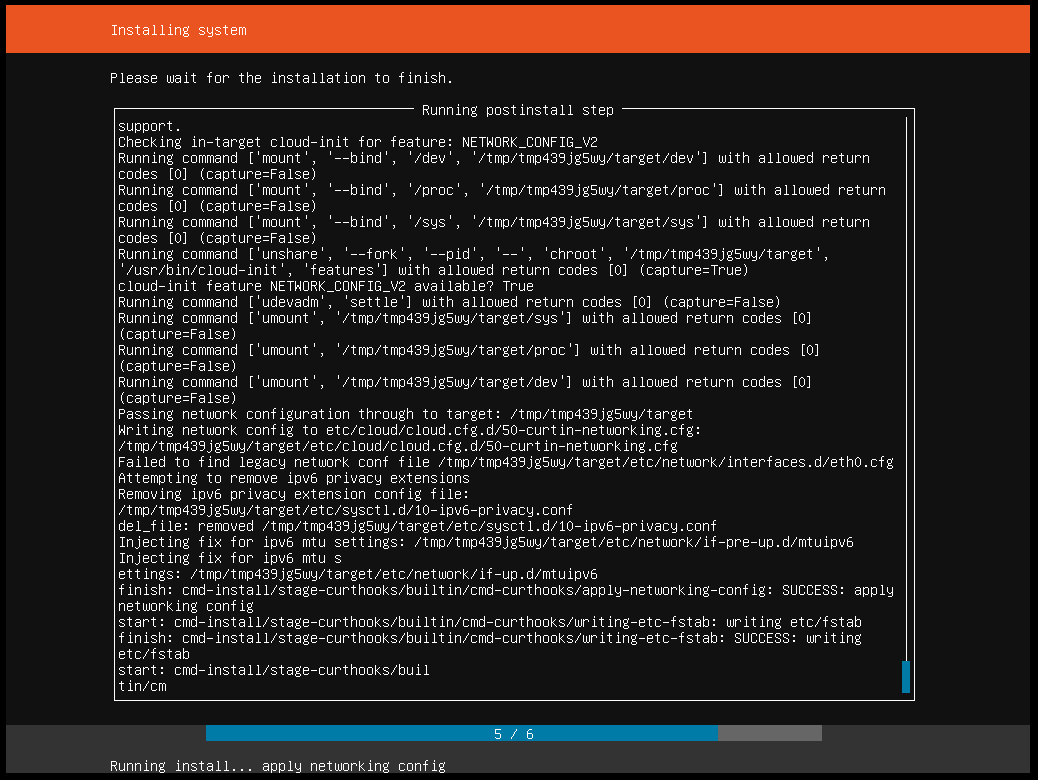 Installing system
Please wait for the installation to finish.
Running postinstall step
support.
Checking in-target cloud-init for feature: NETWORK_CONFIG_V2
Running command ['mount', '--bind', '/dev', '/tmp/tmp439jg5wy/target/dev'] with allowed return
codes [0] (capture=False)
Running command ['mount', '--bind', '/proc', '/tmp/tmp439jg5wy/target/proc'] with allowed return
codes [0] (capture=False)
Running command ['mount', '--bind', '/sys', '/tmp/tmp439jg5wy/target/sys'] with allowed return
codes [0] (capture=False)
Running command ['unshare', '--fork', '--pid', '--', 'chroot', '/tmp/tmp439jg5wy/target',
'/usr/bin/cloud-init', 'features'] with allowed return codes [0] (capture=True)
cloud-init feature NETWORK_CONFIG_V2 available? True
Running command ['udevadm', 'settle'] with allowed return codes [0] (capture=False)
Running command ['umount', '/tmp/tmp439jg5wy/target/sys'] with allowed return codes [0]
(capture=False)
Running command ['umount', '/tmp/tmp439jg5wy/target/proc'] with allowed return codes [0]
(capture=False)
Running command ['umount', '/tmp/tmp439jg5wy/target/dev'] with allowed return codes [0]
(capture=False)
Passing network configuration through to target: /tmp/tmp439jg5wy/target
Writing network config to etc/cloud/cloud.cfg.d/50-curtin-networking.cfg:
/tmp/tmp439jg5wy/target/etc/cloud/cloud.cfg.d/50-curtin-networking.cfg
Failed to find legacy network conf file /tmp/tmp439jg5wy/target/etc/network/interfaces.d/eth0.cfg
Attempting to remove ipv6 privacy extensions
Removing ipv6 privacy extension config file:
/tmp/tmp439jg5wy/target/etc/sysctl.d/10-ipv6-privacy.conf
del_file: removed /tmp/tmp439jg5wy/target/etc/sysctl.d/10-ipv6-privacy.conf
Injecting fix for ipv6 mtu settings: /tmp/tmp439jg5wy/target/etc/network/if-pre-up.d/mtuipv6
Injecting fix for ipv6 mtu s
ettings: /tmp/tmp439jg5wy/target/etc/network/if-up.d/mtuipv6
finish: cmd-install/stage-curthooks/builtin/cmd-curthooks/apply-networking-config: SUCCESS: apply
networking config
start: cmd-install/stage-curthooks/builtin/cmd-curthooks/writing-etc-fstab: writing etc/fstab
finish: cmd-install/stage-curthooks/builtin/cmd-curthooks/writing-etc-fstab: SUCCESS: writing
etc/fstab
start: cmd-install/stage-curthooks/buil
tin/cm
5 / 6
Running install... apply networking config